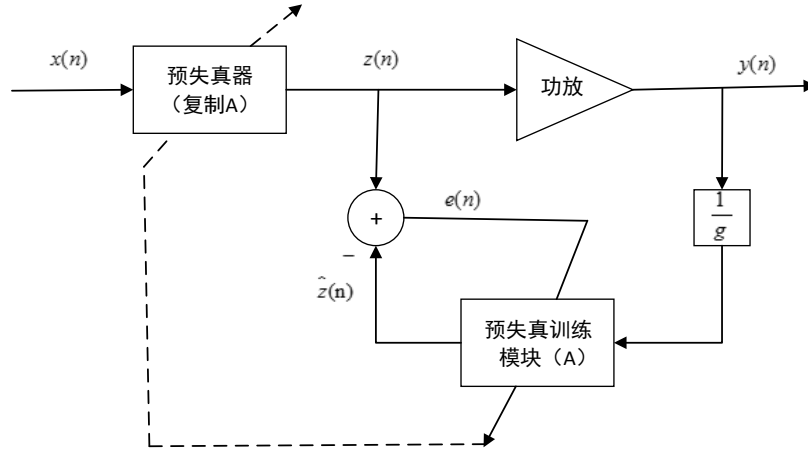 x(n)
预失真器
（复制A）
z(n)
功放
y(n)
+
e(n)
1
g
−
ẑ(n)
预失真训练
模块（A）